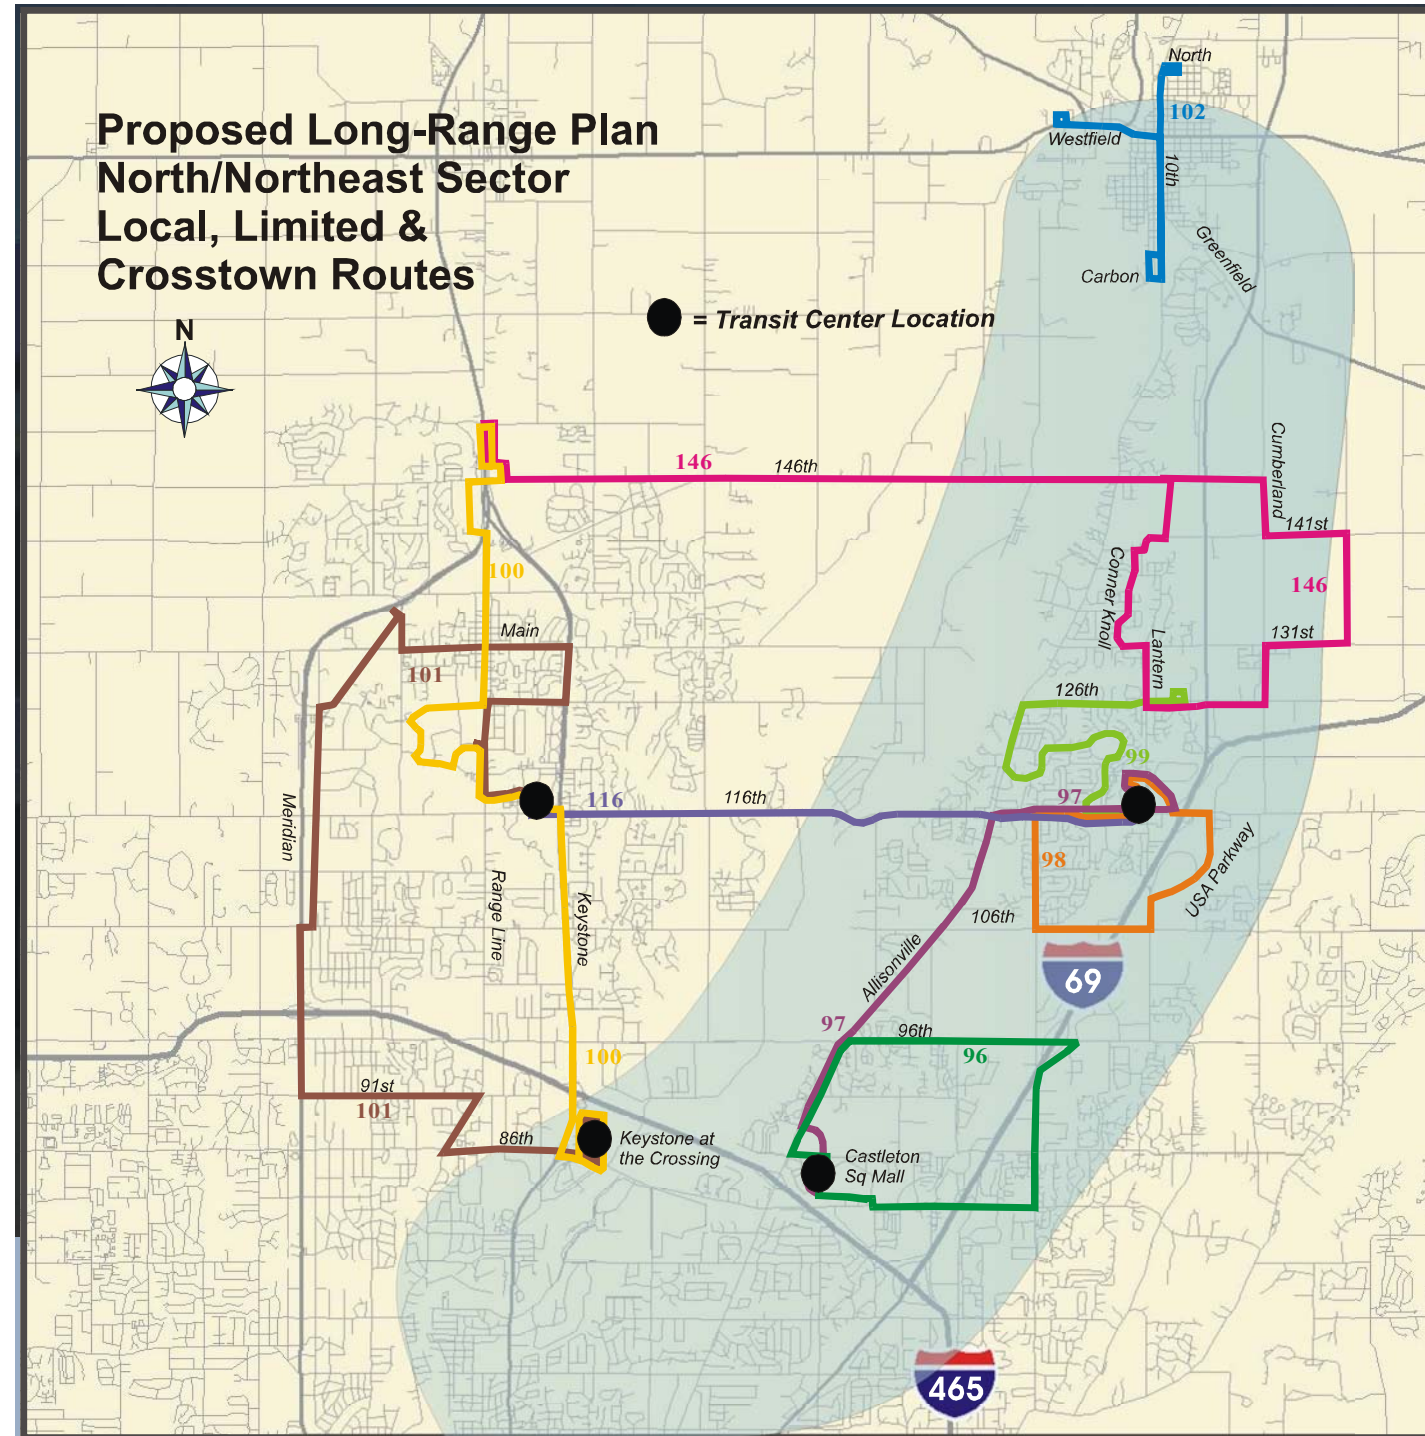 Proposed Long-Range Plan
North/Northeast Sector
Local, Limited &
Crosstown Routes
N
= Transit Center Location
North
102
Westfield
10th
Greenfield
Carbon
146
146th
Cumberland
141st
100
Conner Knoll
146
Main
131st
Lantern
101
126th
99
Meridian
116
116th
97
98
USA Parkway
Range Line
Keystone
106th
Allisonville
69
97
96th
96
100
91st
101
86th
Keystone at
the Crossing
Castleton
Sq Mall
465